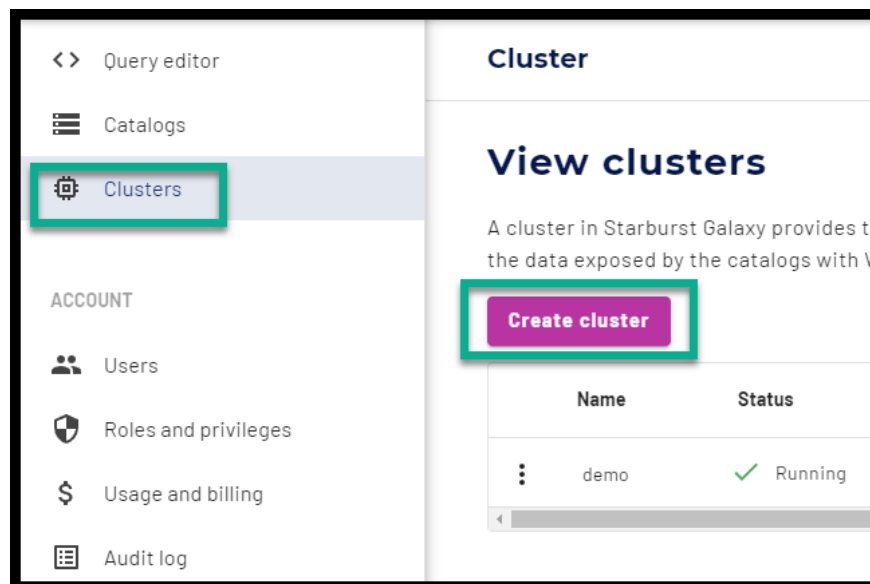 Query editor
Catalogs
Clusters
ACCOUNT
Users
Roles and privileges
Usage and billing
Audit log
Cluster
View clusters
A cluster in Starburst Galaxy provides
the data exposed by the catalogs with
Create cluster
Name Status
demo Running